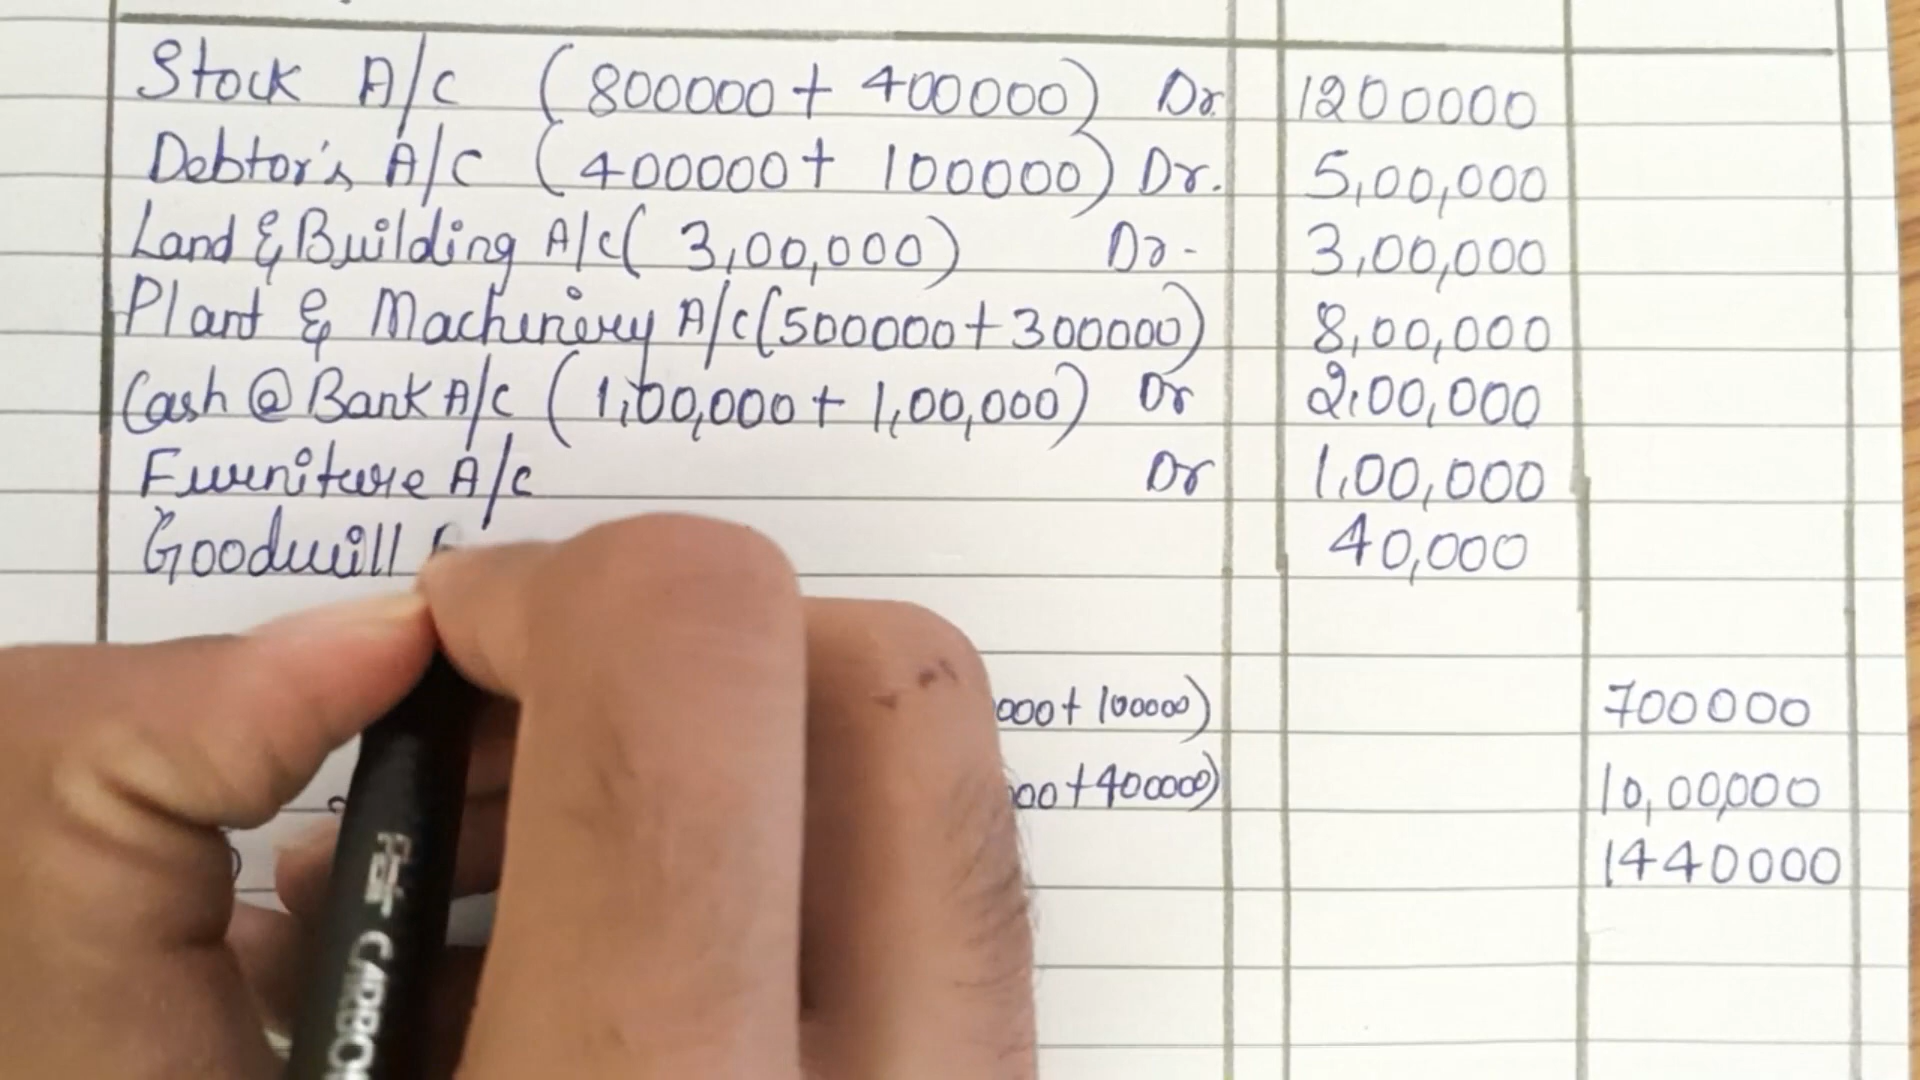 Stock A/c (800000 + 400000) Dr. 1200000
Debtor's A/c (400000 + 100000) Dr. 5,00,000
Land & Building A/c (3,00,000) Dr- 3,00,000
Plant & Machinery A/c (500000 + 300000) 8,00,000
Cash @ Bank A/c (1,00,000 + 1,00,000) Dr 2,00,000
Furniture A/c Dr 1,00,000
Goodwill 40,000
000 + 100000) 700000
00 + 400000) 10,00,000
1440000